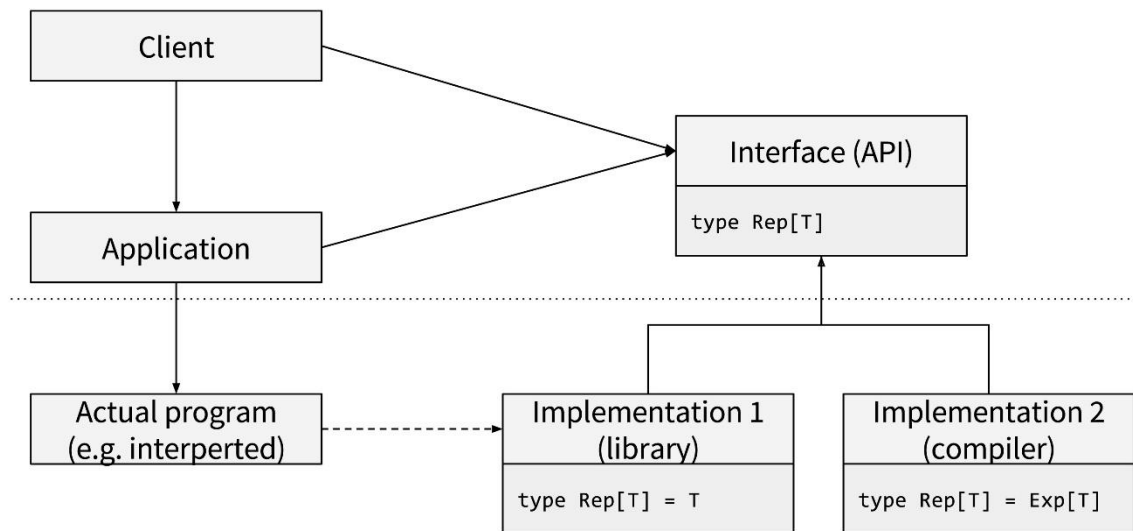 Client
Interface (API)
type Rep[T]
Application
Actual program
(e.g. interperted)
Implementation 1
(library)
type Rep[T] = T
Implementation 2
(compiler)
type Rep[T] = Exp[T]